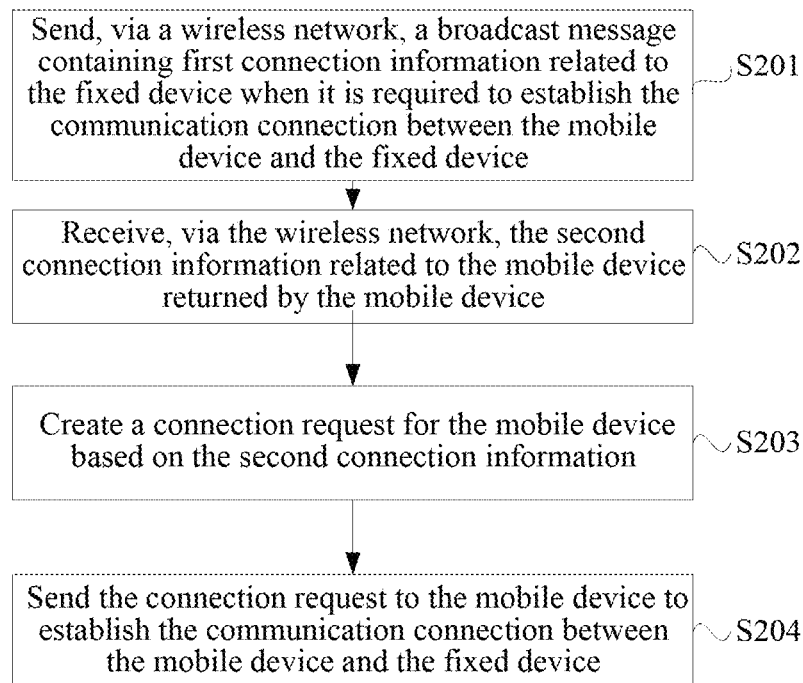 Send, via a wireless network, a broadcast message
containing first connection information related to
the fixed device when it is required to establish the
communication connection between the mobile
device and the fixed device
S201
Receive, via the wireless network, the second
connection information related to the mobile device
returned by the mobile device
S202
Create a connection request for the mobile device
based on the second connection information
S203
Send the connection request to the mobile device to
establish the communication connection between
the mobile device and the fixed device
S204